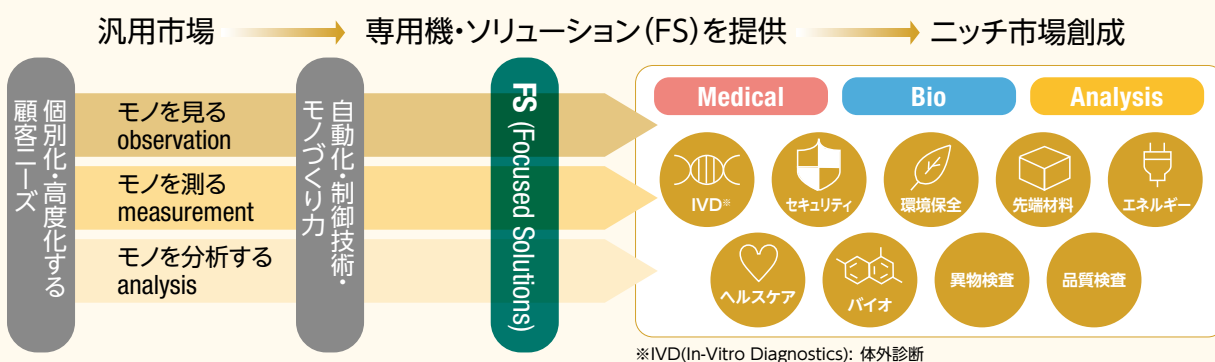 汎用市場
専用機・ソリューション(FS)を提供
ニッチ市場創成
個別化・高度化する
顧客ニーズ
モノを見る
observation
モノを測る
measurement
モノを分析する
analysis
自動化・制御技術・
モノづくり力
FS (Focused Solutions)
Medical
Bio
Analysis
IVD※
セキュリティ
環境保全
先端材料
エネルギー
ヘルスケア
バイオ
異物検査
品質検査
※IVD(In-Vitro Diagnostics): 体外診断